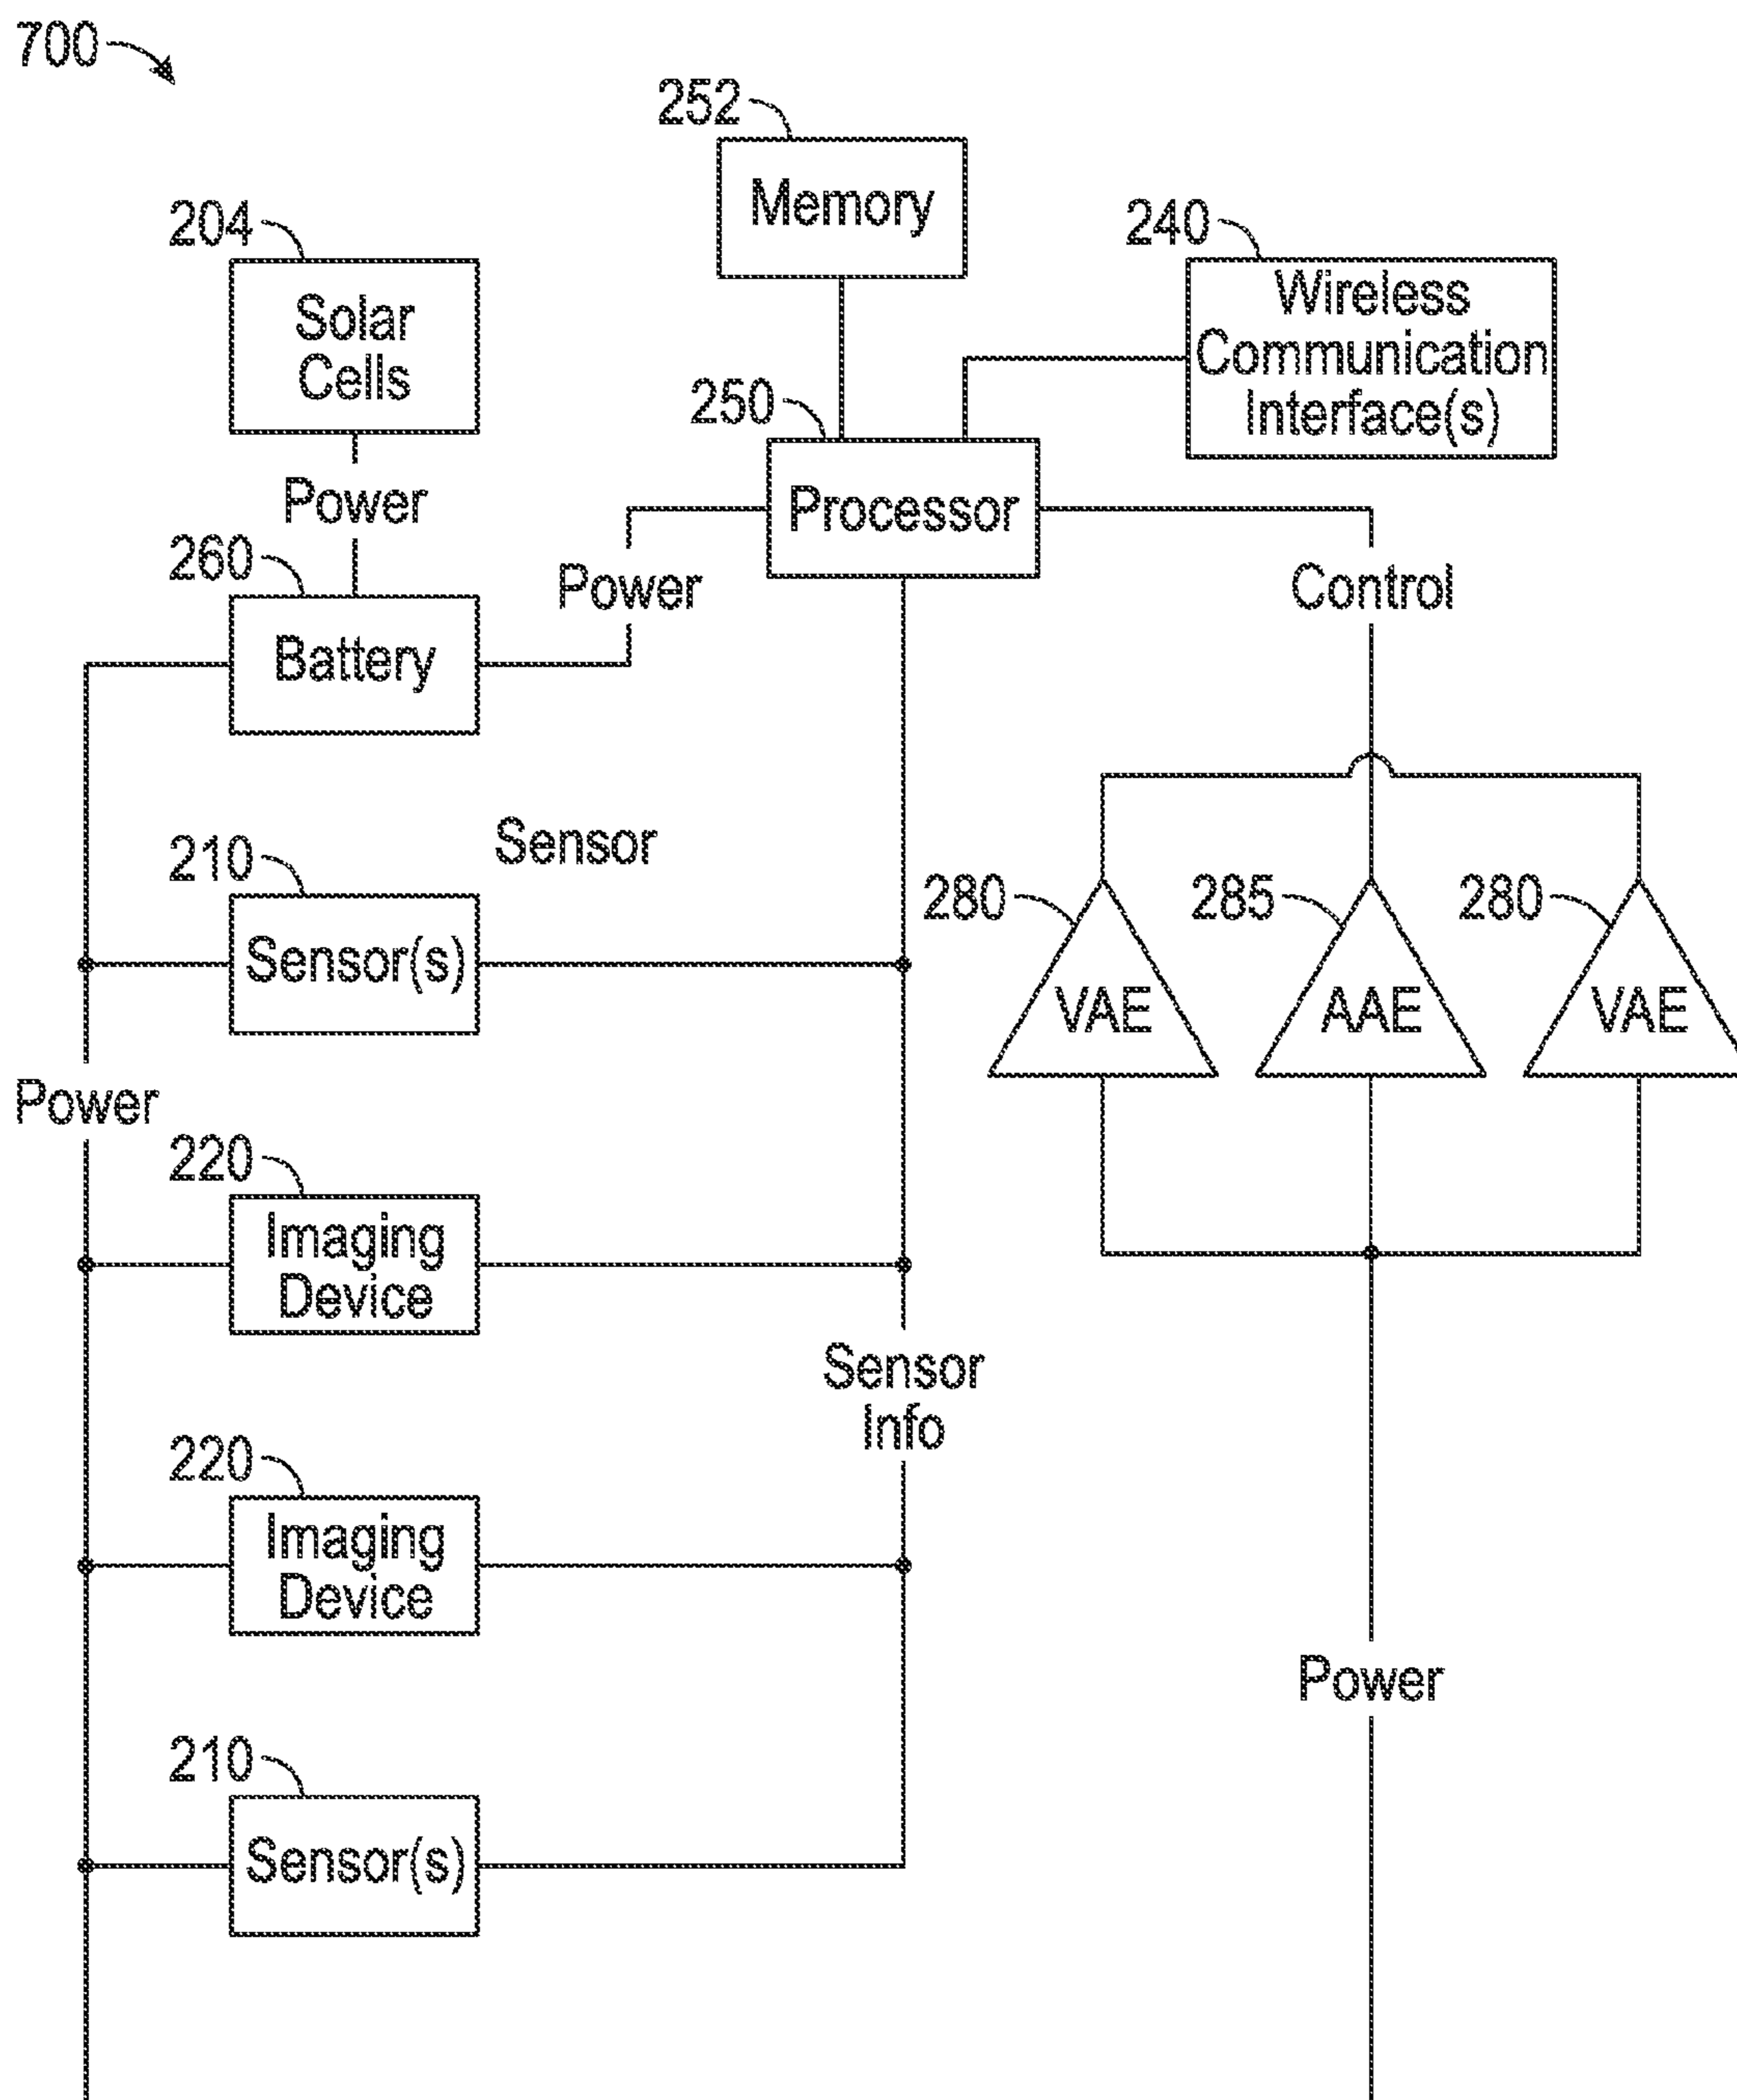 700
252
Memory
204
Solar
Cells
240
Wireless
Communication
Interface(s)
250
Processor
Power
260
Battery
Power
Control
Sensor
210
Sensor(s)
280
VAE
285
AAE
280
VAE
Power
220
Imaging
Device
Sensor
Info
220
Imaging
Device
Power
210
Sensor(s)